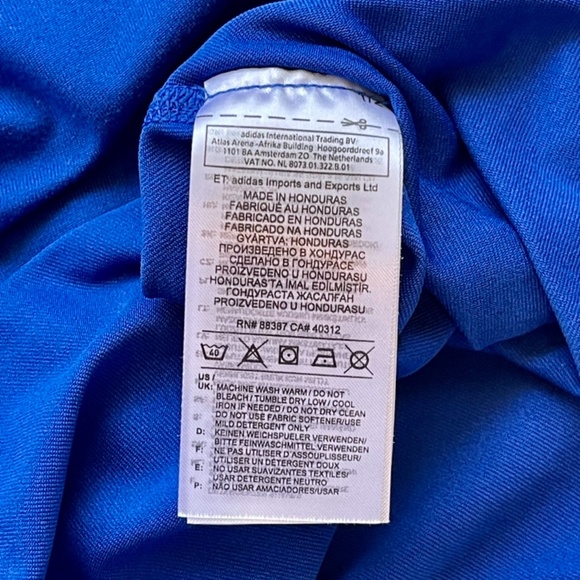 adidas International Trading BV
Atlas Arena -Afrika Building Hoogoorddreef 9a
1101 BA Amsterdam ZO The Netherlands
VAT NO. NL 8073.01.322.B.01
ET: adidas Imports and Exports Ltd
MADE IN HONDURAS
FABRIQUÉ AU HONDURAS
FABRICADO EN HONDURAS
FABRICADO NA HONDURAS
GYÁRTVA: HONDURAS
ПРОИЗВЕДЕНО В ХОНДУРАС
СДЕЛАНО В ГОНДУРАСЕ
PROIZVEDENO U HONDURASU
HONDURAS'TA İMAL EDİLMİŞTİR.
ГОНДУРАСТА ЖАСАЛҒАН
PROIZVEDENO U HONDURASU
RN# 88387 CA# 40312
40
US /
UK: MACHINE WASH WARM / DO NOT
BLEACH / TUMBLE DRY LOW / COOL
IRON IF NEEDED / DO NOT DRY CLEAN
DO NOT USE FABRIC SOFTENER/USE
MILD DETERGENT ONLY
D: KEINEN WEICHSPUELER VERWENDEN/
BITTE FEINWASCHMITTEL VERWENDEN
F: NE PAS UTILISER D'ASSOUPLISSEUR/
UTILISER UN DÉTERGENT DOUX
E: NO USAR SUAVIZANTES TEXTILES/
USAR DETERGENTE NEUTRO
P: NÃO USAR AMACIADORES/USAR